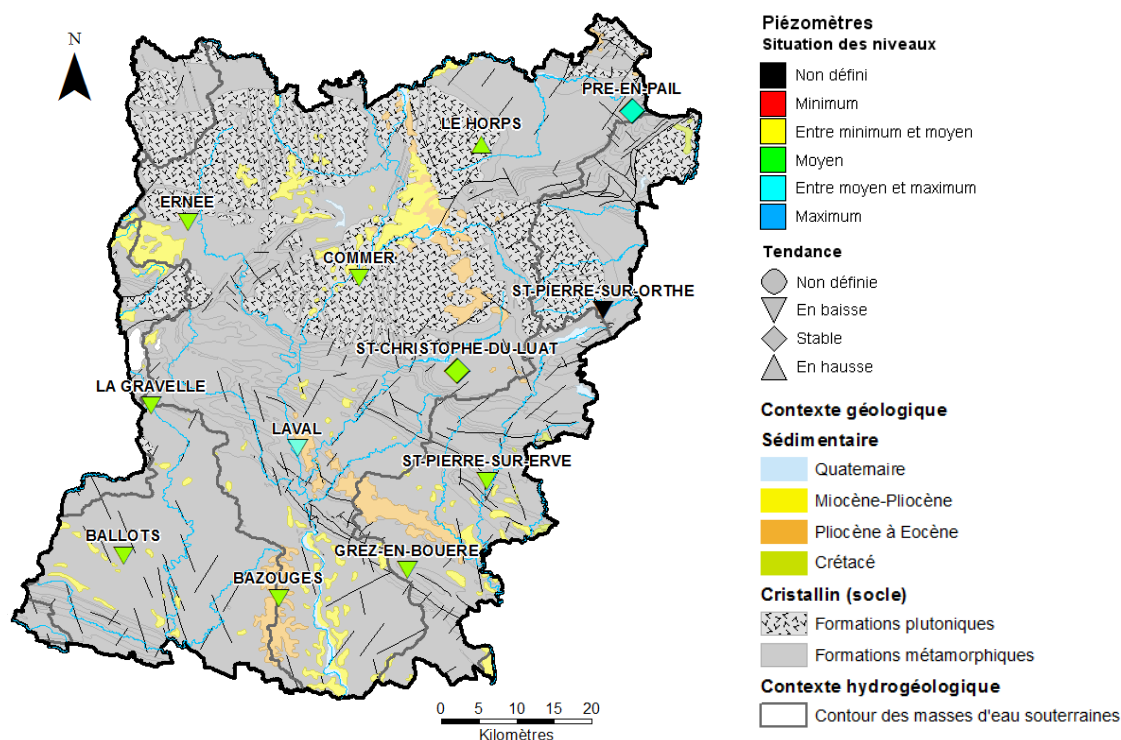 N
PRE-EN-PAIL
LE HORPS
ERNEE
COMMER
ST-PIERRE-SUR-ORTHE
ST-CHRISTOPHE-DU-LUAT
LA GRAVELLE
LAVAL
ST-PIERRE-SUR-ERVE
BALLOTS
GREZ-EN-BOUERE
BAZOUGES
0 5 10 15 20
Kilomètres
Piézomètres
Situation des niveaux
Non défini
Minimum
Entre minimum et moyen
Moyen
Entre moyen et maximum
Maximum
Tendance
Non définie
En baisse
Stable
En hausse
Contexte géologique
Sédimentaire
Quaternaire
Miocène-Pliocène
Pliocène à Eocène
Crétacé
Cristallin (socle)
Formations plutoniques
Formations métamorphiques
Contexte hydrogéologique
Contour des masses d'eau souterraines